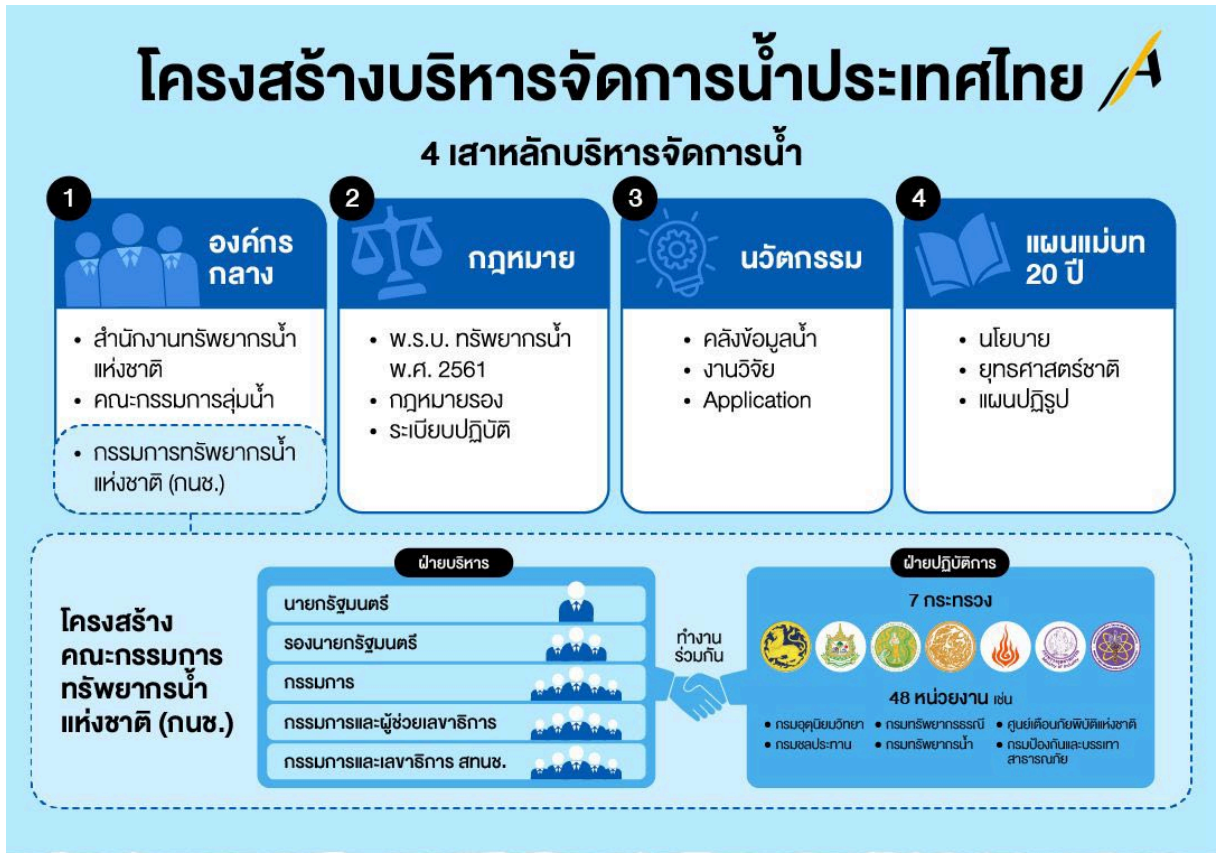 โครงสร้างบริหารจัดการน้ำประเทศไทย
4 เสาหลักบริหารจัดการน้ำ
1
องค์กร
กลาง
• สำนักงานทรัพยากรน้ำ
แห่งชาติ
• คณะกรรมการลุ่มน้ำ
• กรรมการทรัพยากรน้ำ
แห่งชาติ (กนช.)
2
กฎหมาย
• พ.ร.บ. ทรัพยากรน้ำ
พ.ศ. 2561
• กฎหมายรอง
• ระเบียบปฏิบัติ
3
นวัตกรรม
• คลังข้อมูลน้ำ
• งานวิจัย
• Application
4
แผนแม่บท
20 ปี
• นโยบาย
• ยุทธศาสตร์ชาติ
• แผนปฏิรูป
โครงสร้าง
คณะกรรมการ
ทรัพยากรน้ำ
แห่งชาติ (กนช.)
ฝ่ายบริหาร
นายกรัฐมนตรี
รองนายกรัฐมนตรี
กรรมการ
กรรมการและผู้ช่วยเลขาธิการ
กรรมการและเลขาธิการ สทนช.
ทำงาน
ร่วมกัน
ฝ่ายปฏิบัติการ
7 กระทรวง
48 หน่วยงาน เช่น
• กรมอุตุนิยมวิทยา • กรมทรัพยากรธรณี • ศูนย์เตือนภัยพิบัติแห่งชาติ
• กรมชลประทาน • กรมทรัพยากรน้ำ • กรมป้องกันและบรรเทา
สาธารณภัย